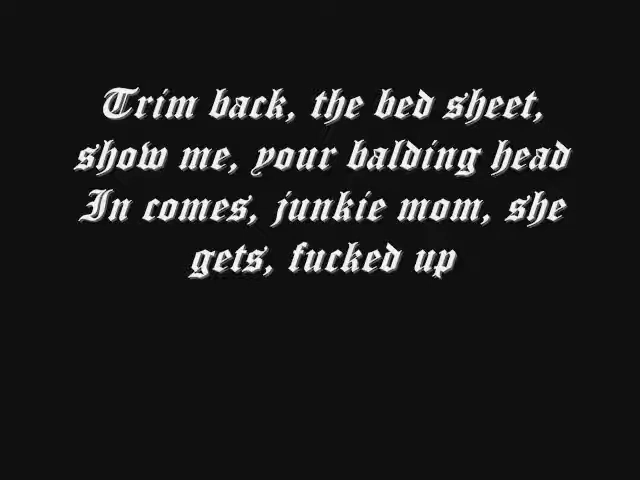 Trim back, the bed sheet,
show me, your balding head
In comes, junkie mom, she
gets, fucked up